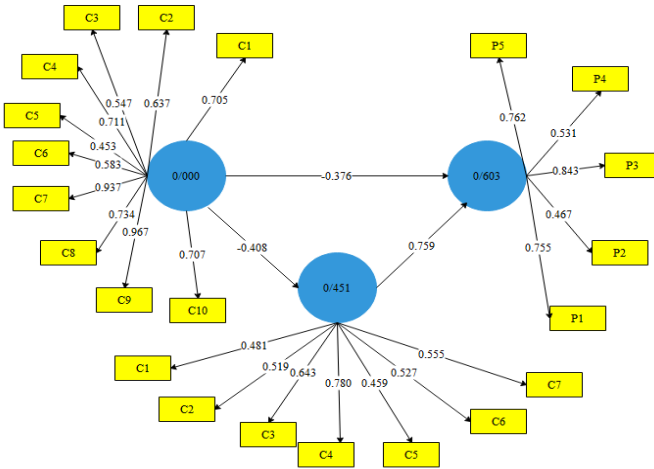 C3
C2
C1
P5
C4
P4
0.547
0.637
0.705
0.711
0.762
C5
0.531
0.453
C6
0.583
0/000
-0.376
0/603
0.843
P3
C7
0.937
0.734
0.467
0.967
C8
0.707
-0.408
0.759
0.755
P2
C9
0/451
C10
P1
0.481
0.555
C1
0.519
0.643
0.780
0.459
0.527
C7
C2
C6
C3
C4
C5